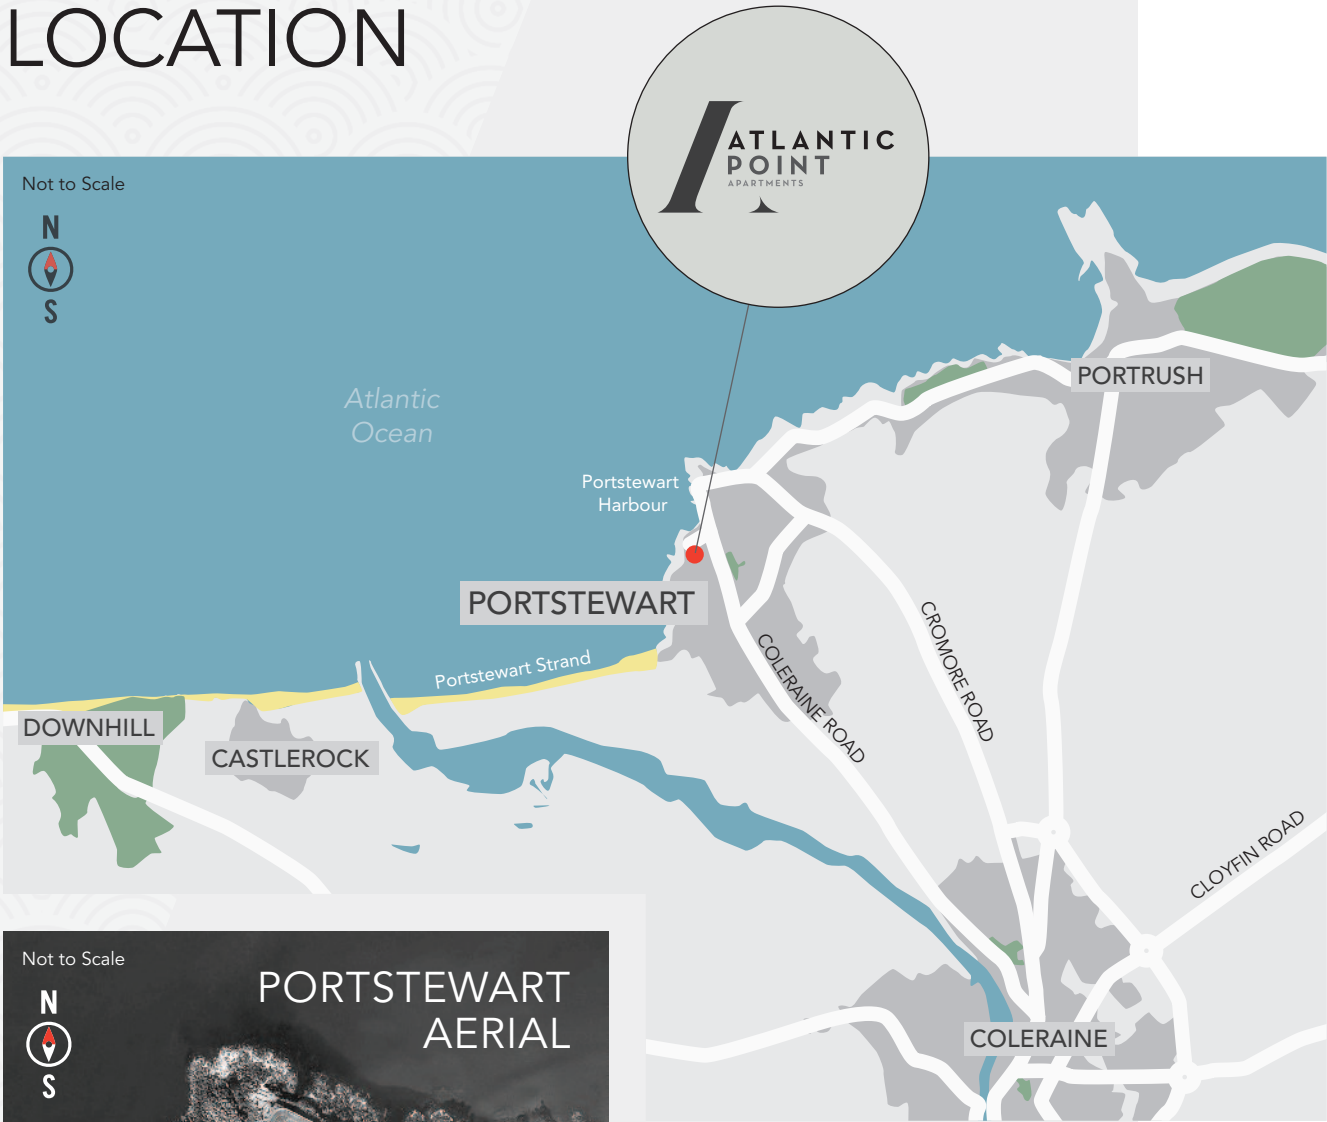 LOCATION
ATLANTIC
POINT
APARTMENTS
Not to Scale
N
S
Atlantic
Ocean
PORTRUSH
Portstewart
Harbour
PORTSTEWART
CROMORE ROAD
COLERAINE ROAD
Portstewart Strand
DOWNHILL
CASTLEROCK
CLOYFIN ROAD
COLERAINE
Not to Scale
N
S
PORTSTEWART
AERIAL